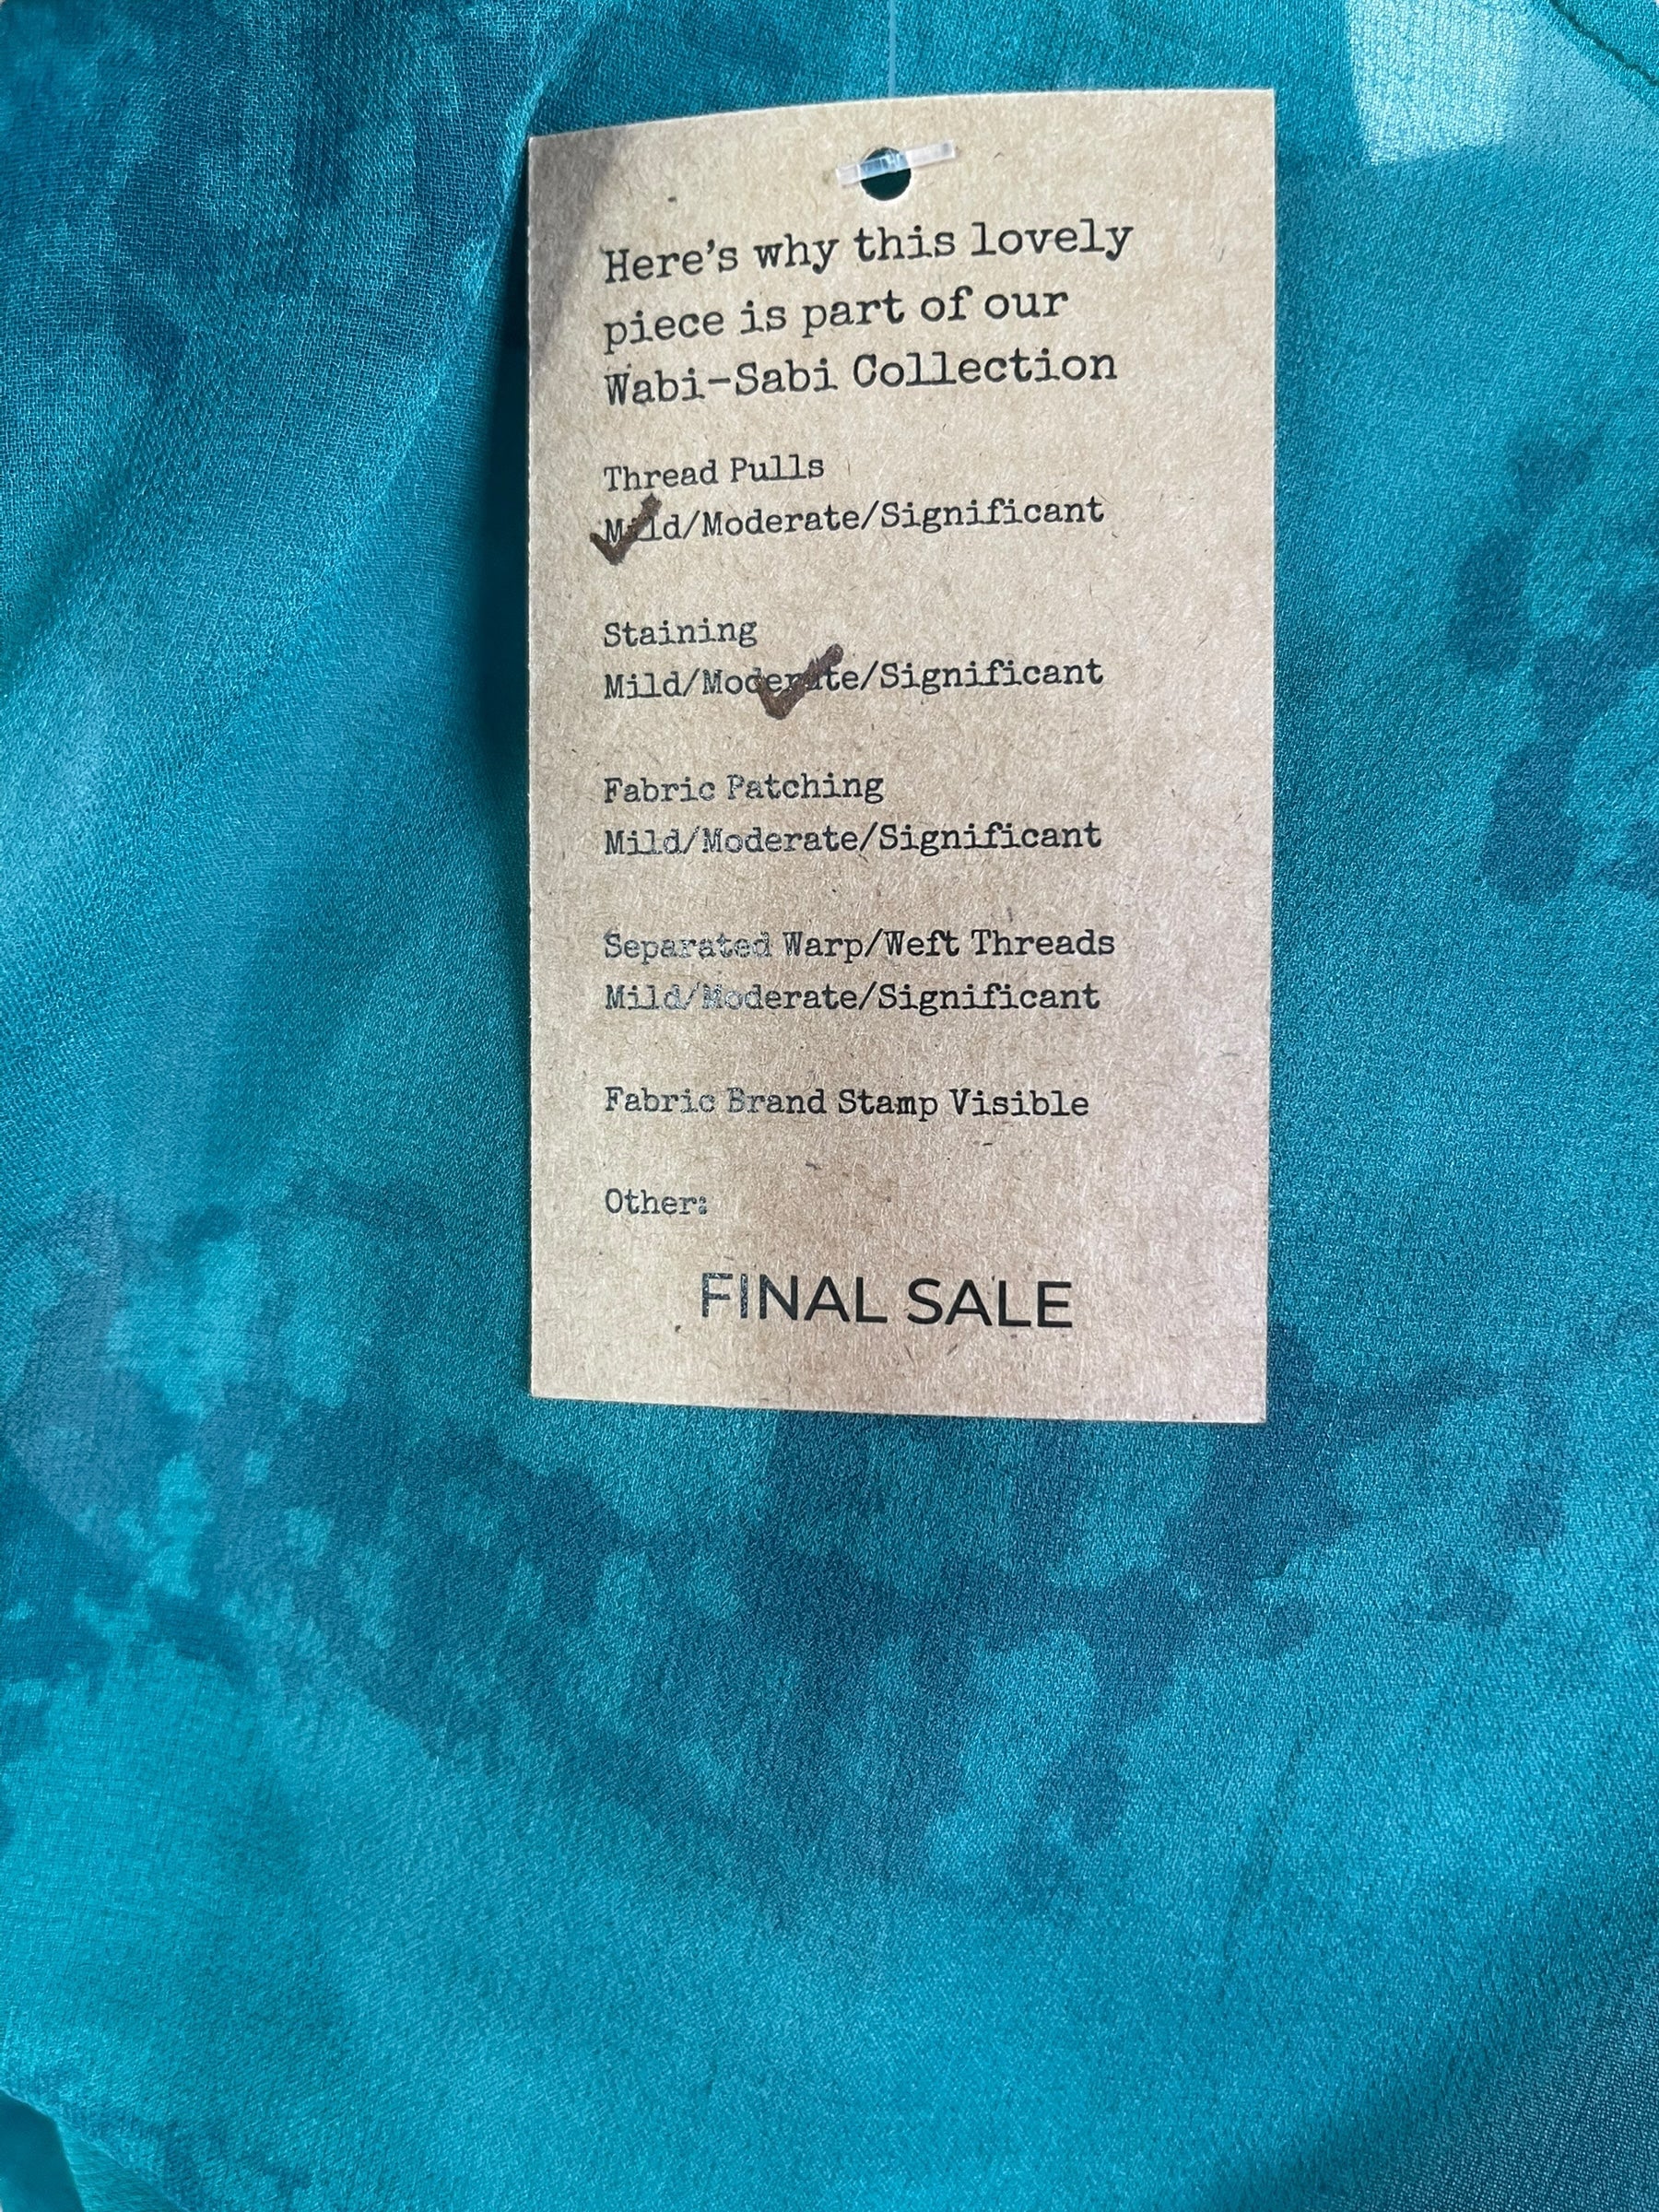 Here's why this lovely
piece is part of our
Wabi-Sabi Collection
Thread Pulls
Mild/Moderate/Significant
Staining
Mild/Moderate/Significant
Fabric Patching
Mild/Moderate/Significant
Separated Warp/Weft Threads
Mild/Moderate/Significant
Fabric Brand Stamp Visible
Other:
FINAL SALE